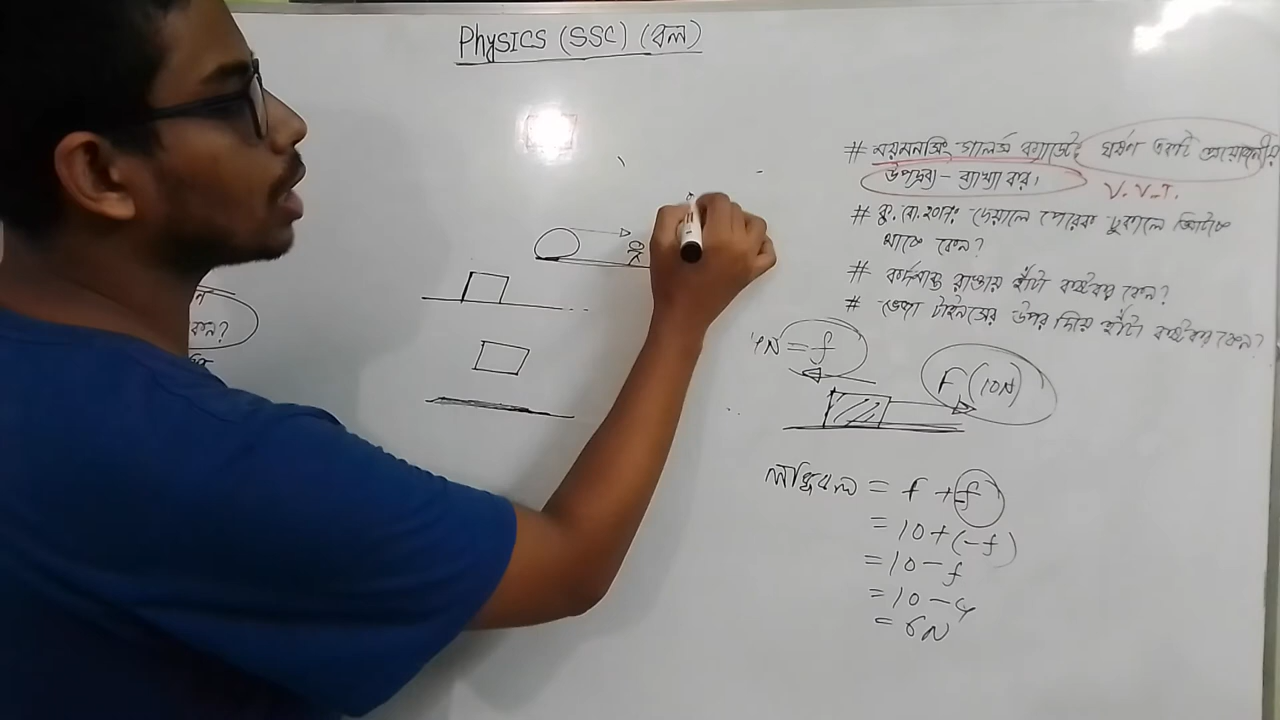 Physics (SSC) (বল)
# ময়মনসিং গার্লস ক্যাডেটঃ ঘর্ষণ একটি প্রয়োজনীয়
উপদ্রব্য - ব্যাখ্যা কর।
V.V.I.
# কু. বো. ২০১৭: দেয়ালে পেরেক ঢুকালে আটকে
থাকে কেন?
# কর্দমাক্ত রাস্তায় হাঁটা কষ্টকর কেন?
# ভেজা টাইলসের উপর দিয়ে হাঁটা কষ্টকর কেন?
কেন?
4N = f
F (10N)
লব্ধিবল = F + f
= 10 + (-f)
= 10 - f
= 10 - 4
= 6N